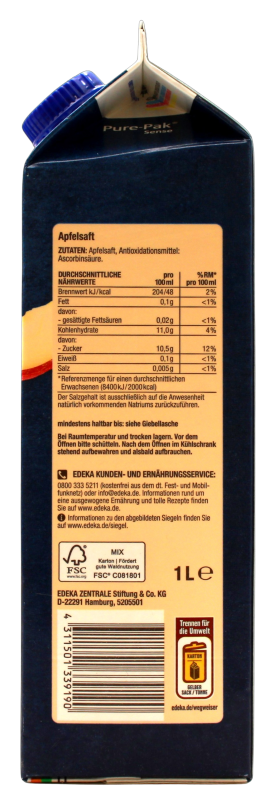 Pure-Pak
Sense
Apfelsaft
ZUTATEN: Apfelsaft, Antioxidationsmittel:
Ascorbinsäure.
DURCHSCHNITTLICHE NÄHRWERTE pro 100ml %RM* pro 100ml
Brennwert kJ/kcal 204/48 2%
Fett 0,1g <1%
davon:
- gesättigte Fettsäuren 0,02g <1%
Kohlenhydrate 11,0g 4%
davon:
- Zucker 10,5g 12%
Eiweiß 0,1g <1%
Salz 0,005g <1%
*Referenzmenge für einen durchschnittlichen
Erwachsenen (8400kJ/2000kcal)
Der Salzgehalt ist ausschließlich auf die Anwesenheit
natürlich vorkommenden Natriums zurückzuführen.
mindestens haltbar bis: siehe Giebellasche
Bei Raumtemperatur und trocken lagern. Vor dem
Öffnen bitte schütteln. Nach dem Öffnen im Kühlschrank
stehend aufbewahren und alsbald aufbrauchen.
EDEKA KUNDEN- UND ERNÄHRUNGSSERVICE:
0800 333 5211 (kostenfrei aus dem dt. Fest- und Mobil-
funknetz) oder info@edeka.de. Informationen rund um
eine ausgewogene Ernährung und tolle Rezepte finden
Sie auf www.edeka.de.
Informationen zu den abgebildeten Siegeln finden Sie
auf www.edeka.de/siegel.
FSC
www.fsc.org
MIX
Karton | Fördert
gute Waldnutzung
FSC® C081801
1L℮
EDEKA ZENTRALE Stiftung & Co. KG
D-22291 Hamburg, 5205501
4 311501 339190
Trennen für
die Umwelt
KARTON
GELBER
SACK/TONNE
edeka.de/wegweiser